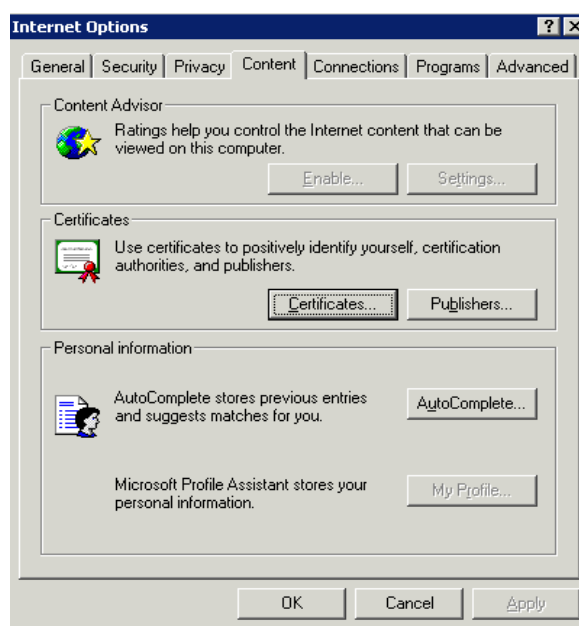 Internet Options
General Security Privacy Content Connections Programs Advanced
Content Advisor
Ratings help you control the Internet content that can be
viewed on this computer.
Enable... Settings...
Certificates
Use certificates to positively identify yourself, certification
authorities, and publishers.
Certificates... Publishers...
Personal information
AutoComplete stores previous entries
and suggests matches for you.
AutoComplete...
Microsoft Profile Assistant stores your
personal information.
My Profile...
OK Cancel Apply